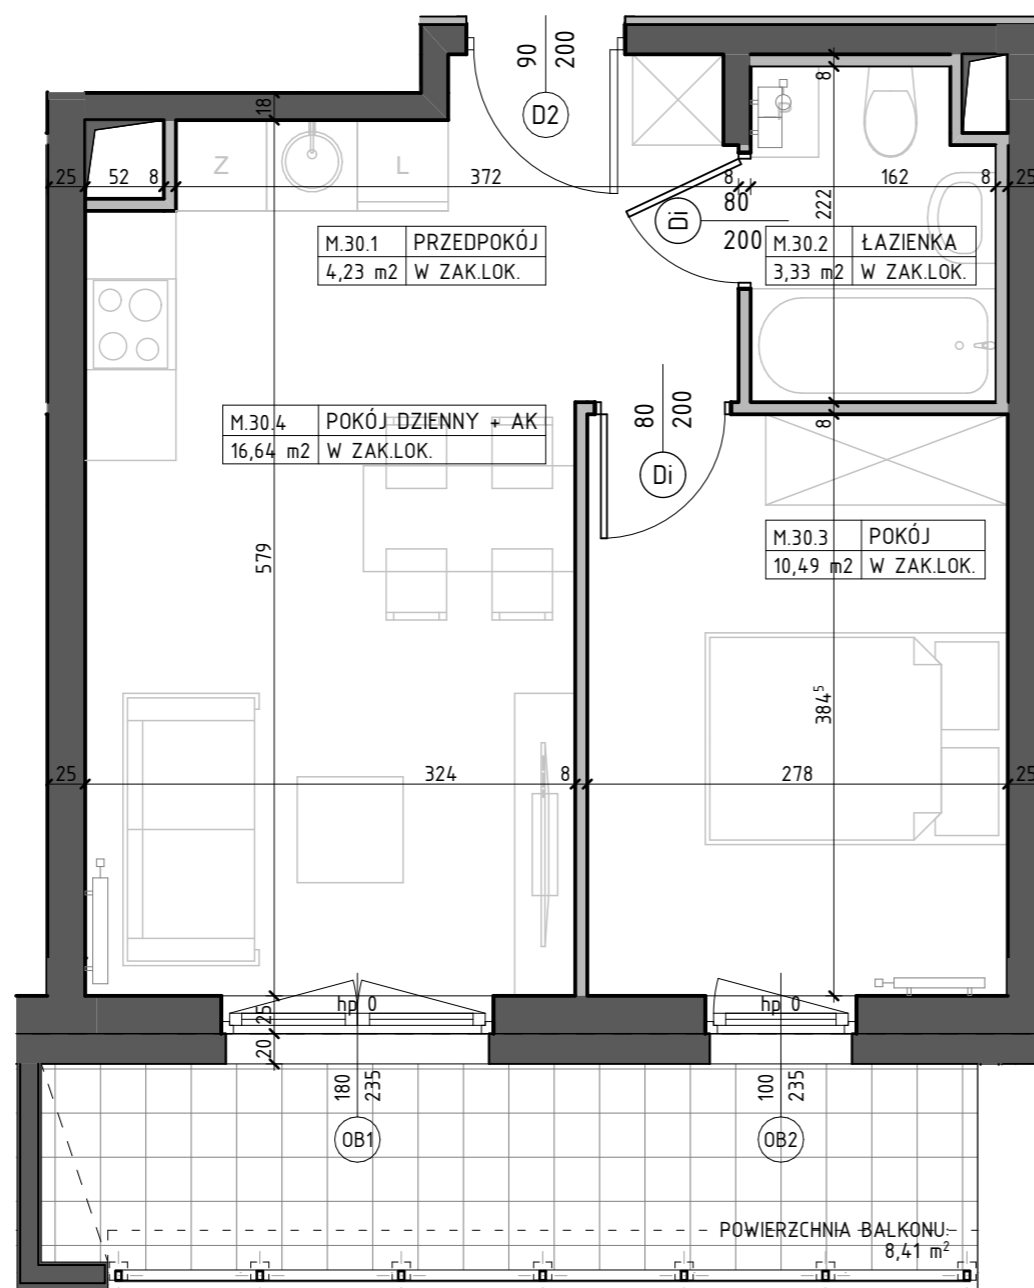 90
200
D2
18
8
Z
L
25
52
8
372
8
80
200
Di
222
162
8
25
M.30.1 PRZEDPOKÓJ
4,23 m2 W ZAK.LOK.
M.30.2 ŁAZIENKA
3,33 m2 W ZAK.LOK.
M.30.4 POKÓJ DZIENNY + AK
16,64 m2 W ZAK.LOK.
80
200
Di
8
M.30.3 POKÓJ
10,49 m2 W ZAK.LOK.
579
384⁵
25
324
8
278
25
hp 0
hp 0
25
20
180
235
OB1
100
235
OB2
POWIERZCHNIA BALKONU:
8,41 m²